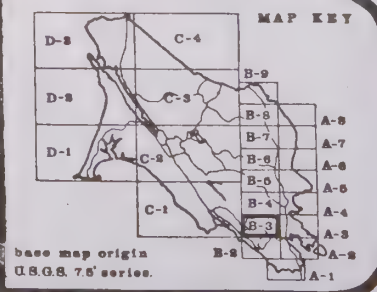 MAP KEY
D-3
C-4
D-2
C-3
B-9
B-8
A-8
B-7
A-7
D-1
C-2
B-6
A-6
B-5
A-5
B-4
A-4
C-1
B-3
A-3
B-2
A-2
A-1
base map origin
U.S.G.S. 7.5' series.